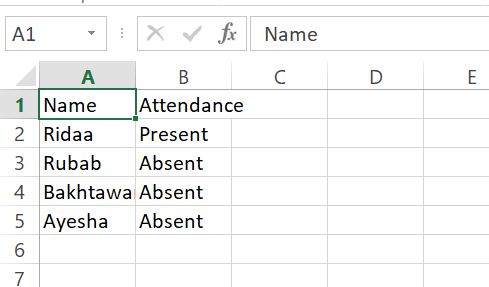 A1 fx Name
A B C D E
1 Name Attendance
2 Ridaa Present
3 Rubab Absent
4 Bakhtawa Absent
5 Ayesha Absent
6
7